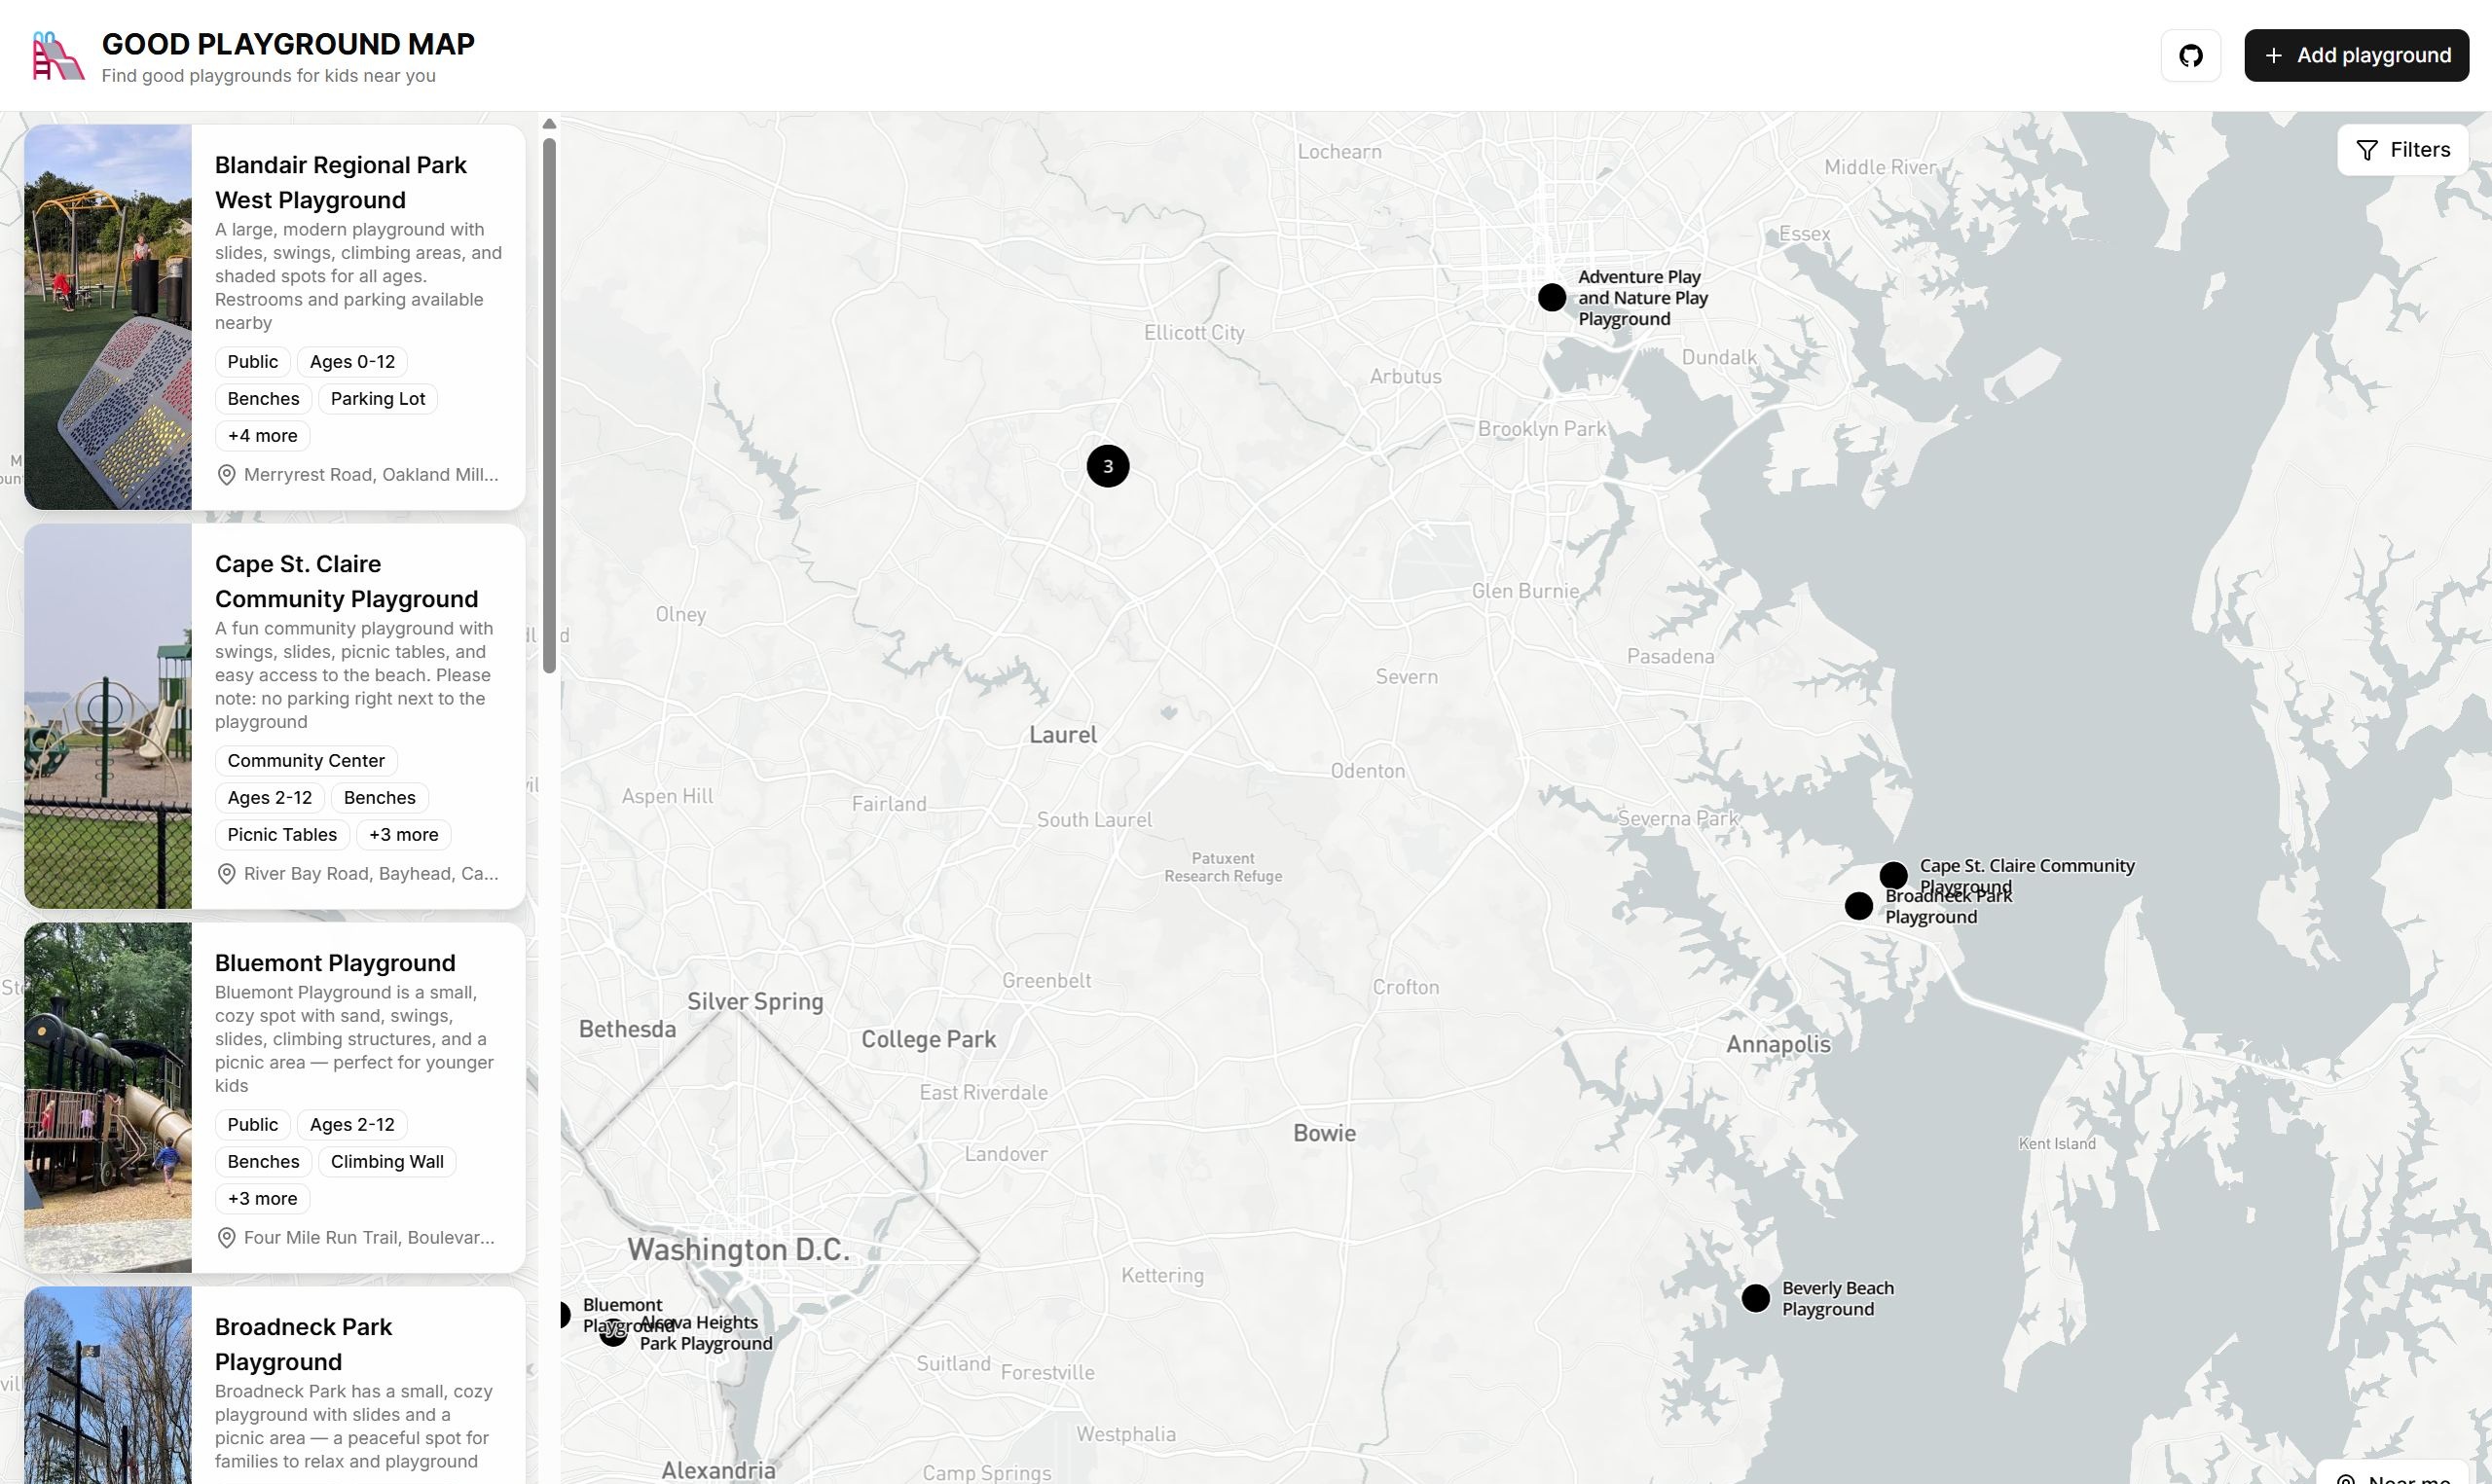 GOOD PLAYGROUND MAP
Find good playgrounds for kids near you
Add playground
Filters
Blandair Regional Park
West Playground
A large, modern playground with
slides, swings, climbing areas, and
shaded spots for all ages.
Restrooms and parking available
nearby
Public
Ages 0-12
Benches
Parking Lot
+4 more
Merryrest Road, Oakland Mill...
Cape St. Claire
Community Playground
A fun community playground with
swings, slides, picnic tables, and
easy access to the beach. Please
note: no parking right next to the
playground
Community Center
Ages 2-12
Benches
Picnic Tables
+3 more
River Bay Road, Bayhead, Ca...
Bluemont Playground
Bluemont Playground is a small,
cozy spot with sand, swings,
slides, climbing structures, and a
picnic area — perfect for younger
kids
Public
Ages 2-12
Benches
Climbing Wall
+3 more
Four Mile Run Trail, Boulevar...
Broadneck Park
Playground
Broadneck Park has a small, cozy
playground with slides and a
picnic area — a peaceful spot for
families to relax and playground
Lochearn
Middle River
Essex
Adventure Play
and Nature Play
Playground
Ellicott City
Dundalk
Arbutus
Brooklyn Park
3
Glen Burnie
Olney
Pasadena
Severn
Laurel
Odenton
Aspen Hill
Fairland
South Laurel
Severna Park
Patuxent
Research Refuge
Cape St. Claire Community
Playground
Broadneck Park
Playground
Greenbelt
Crofton
Silver Spring
Bethesda
College Park
Annapolis
East Riverdale
Bowie
Kent Island
Landover
Washington D.C.
Kettering
Beverly Beach
Playground
Bluemont
Playground
Alcova Heights
Park Playground
Suitland
Forestville
Westphalia
Alexandria
Camp Springs
Near me